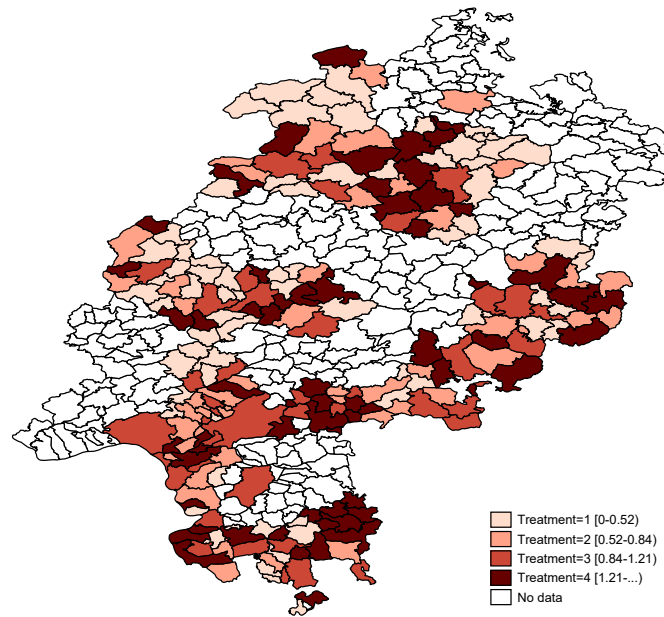 Treatment=1 [0-0.52)
Treatment=2 [0.52-0.84)
Treatment=3 [0.84-1.21)
Treatment=4 [1.21-...)
No data